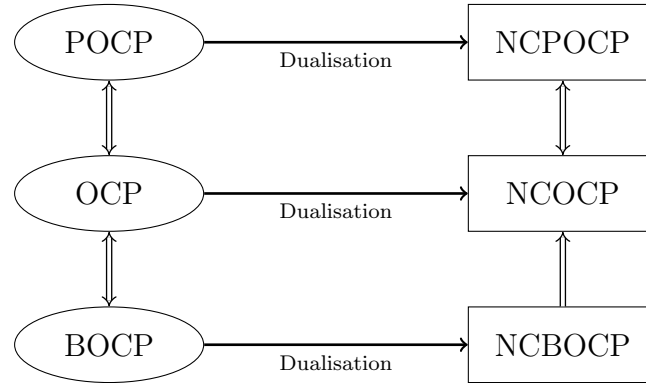 POCP
NCPOCP
Dualisation
OCP
NCOCP
Dualisation
BOCP
NCBOCP
Dualisation